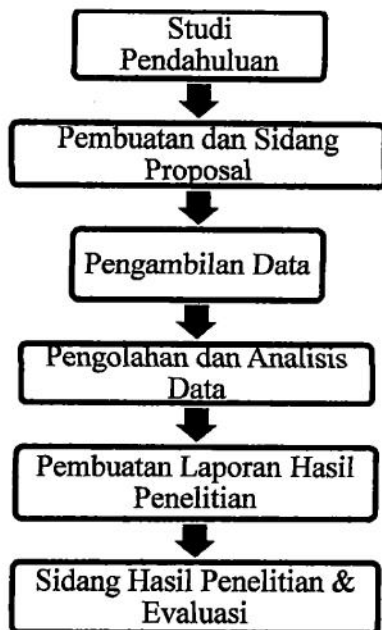 Studi
Pendahuluan
Pembuatan dan Sidang
Proposal
Pengambilan Data
Pengolahan dan Analisis
Data
Pembuatan Laporan Hasil
Penelitian
Sidang Hasil Penelitian &
Evaluasi